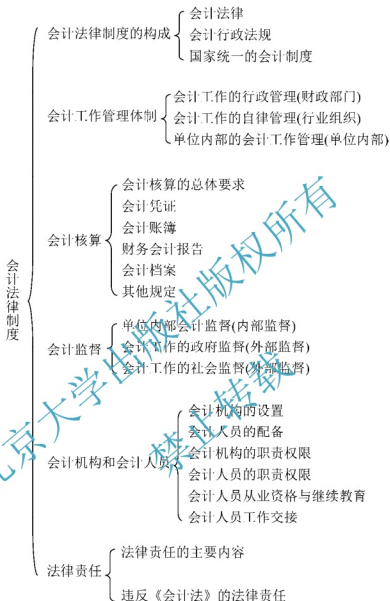 会计法律制度
会计法律制度的构成
会计法律
会计行政法规
国家统一的会计制度
会计工作管理体制
会计工作的行政管理(财政部门)
会计工作的自律管理(行业组织)
单位内部的会计工作管理(单位内部)
会计核算
会计核算的总体要求
会计凭证
会计账簿
财务会计报告
会计档案
其他规定
会计监督
单位内部会计监督(内部监督)
会计工作的政府监督(外部监督)
会计工作的社会监督(外部监督)
会计机构和会计人员
会计机构的设置
会计人员的配备
会计机构的职责权限
会计人员的职责权限
会计人员从业资格与继续教育
会计人员工作交接
法律责任
法律责任的主要内容
违反《会计法》的法律责任
北京大学出版社版权所有
禁止转载